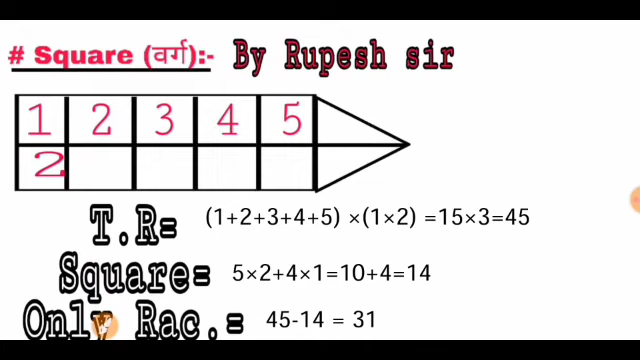 # Square (वर्ग):- By Rupesh sir
1 2 3 4 5
2
T.R= (1+2+3+4+5) ×(1×2) =15×3=45
Square= 5×2+4×1=10+4=14
Only Rac.= 45-14 = 31